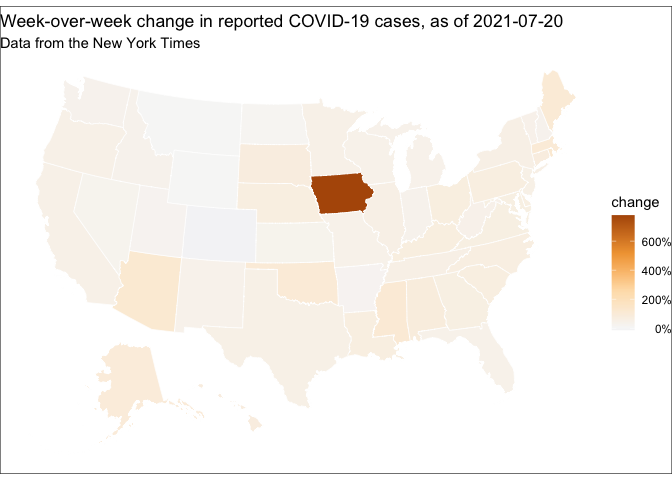 Week-over-week change in reported COVID-19 cases, as of 2021-07-20
Data from the New York Times
change
600%
400%
200%
0%